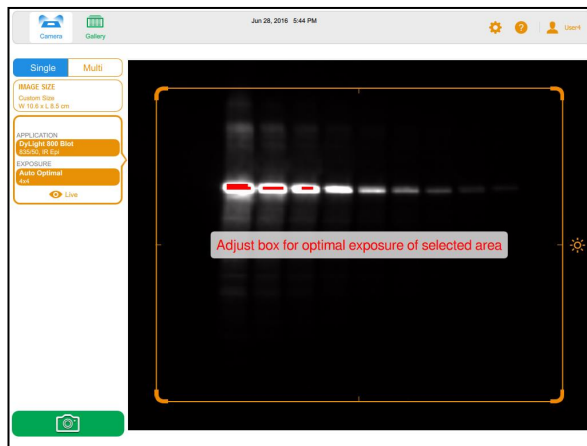 Jun 28, 2016 5:44 PM
Camera
Gallery
User1
Single
Multi
IMAGE SIZE
Custom Size
W 19.8 x L 8.5 cm
APPLICATION
DyLight 800 Blot
835/50, IR Epi
EXPOSURE
Auto Optimal
4x4
Live
Adjust box for optimal exposure of selected area